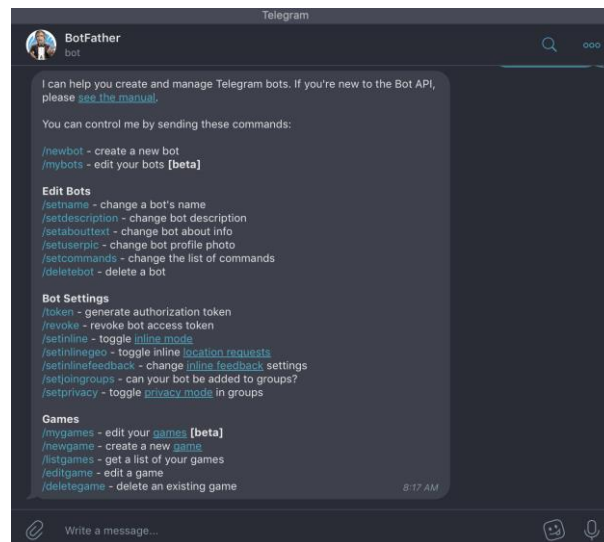 Telegram
BotFather
bot
I can help you create and manage Telegram bots. If you're new to the Bot API,
please see the manual.
You can control me by sending these commands:
/newbot - create a new bot
/mybots - edit your bots [beta]
Edit Bots
/setname - change a bot's name
/setdescription - change bot description
/setabouttext - change bot about info
/setuserpic - change bot profile photo
/setcommands - change the list of commands
/deletebot - delete a bot
Bot Settings
/token - generate authorization token
/revoke - revoke bot access token
/setinline - toggle inline mode
/setinlinegeo - toggle inline location requests
/setinlinefeedback - change inline feedback settings
/setjoingroups - can your bot be added to groups?
/setprivacy - toggle privacy mode in groups
Games
/mygames - edit your games [beta]
/newgame - create a new game
/listgames - get a list of your games
/editgame - edit a game
/deletegame - delete an existing game
8:17 AM
Write a message...